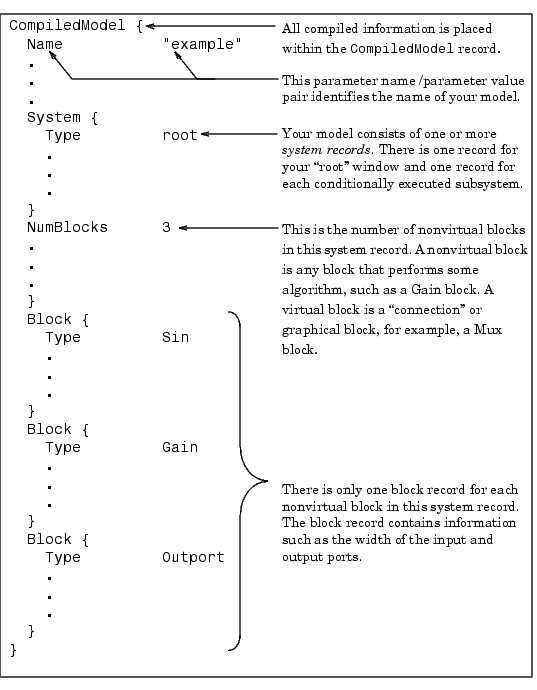 CompiledModel {
All compiled information is placed
within the CompiledModel record.
Name "example"
.
.
.
This parameter name /parameter value
pair identifies the name of your model.
System {
Type root
.
.
.
}
Your model consists of one or more
system records. There is one record for
your “root” window and one record for
each conditionally executed subsystem.
NumBlocks 3
.
.
.
}
This is the number of nonvirtual blocks
in this system record. A nonvirtual block
is any block that performs some
algorithm, such as a Gain block. A
virtual block is a “connection” or
graphical block, for example, a Mux
block.
Block {
Type Sin
.
.
.
}
Block {
Type Gain
.
.
.
}
Block {
Type Outport
.
.
.
}
}
There is only one block record for each
nonvirtual block in this system record.
The block record contains information
such as the width of the input and
output ports.